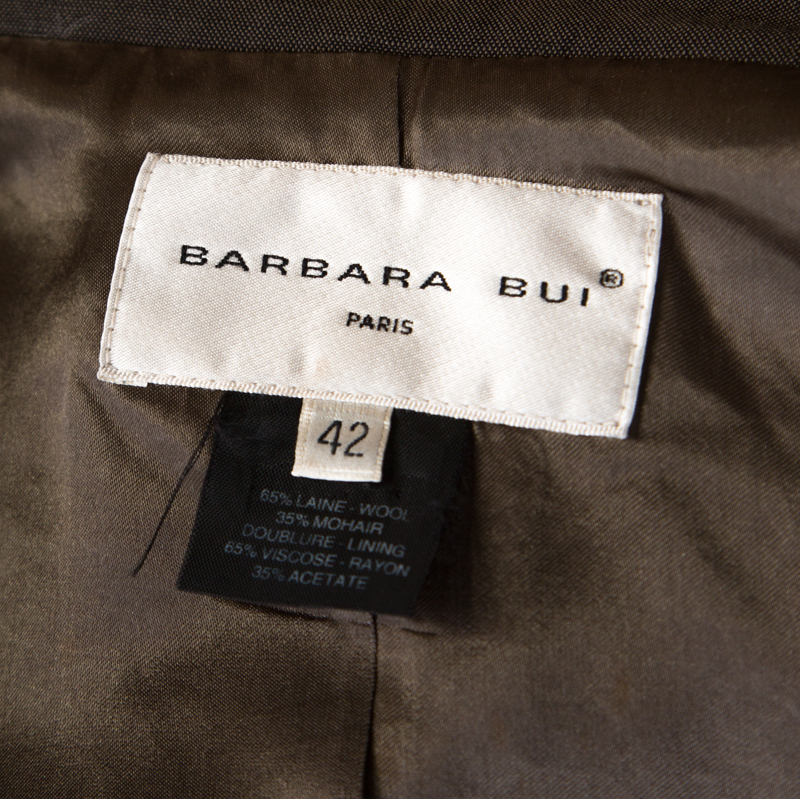 BARBARA BUI®
PARIS
42
65% LAINE - WOOL
35% MOHAIR
DOUBLURE - LINING
65% VISCOSE - RAYON
35% ACETATE